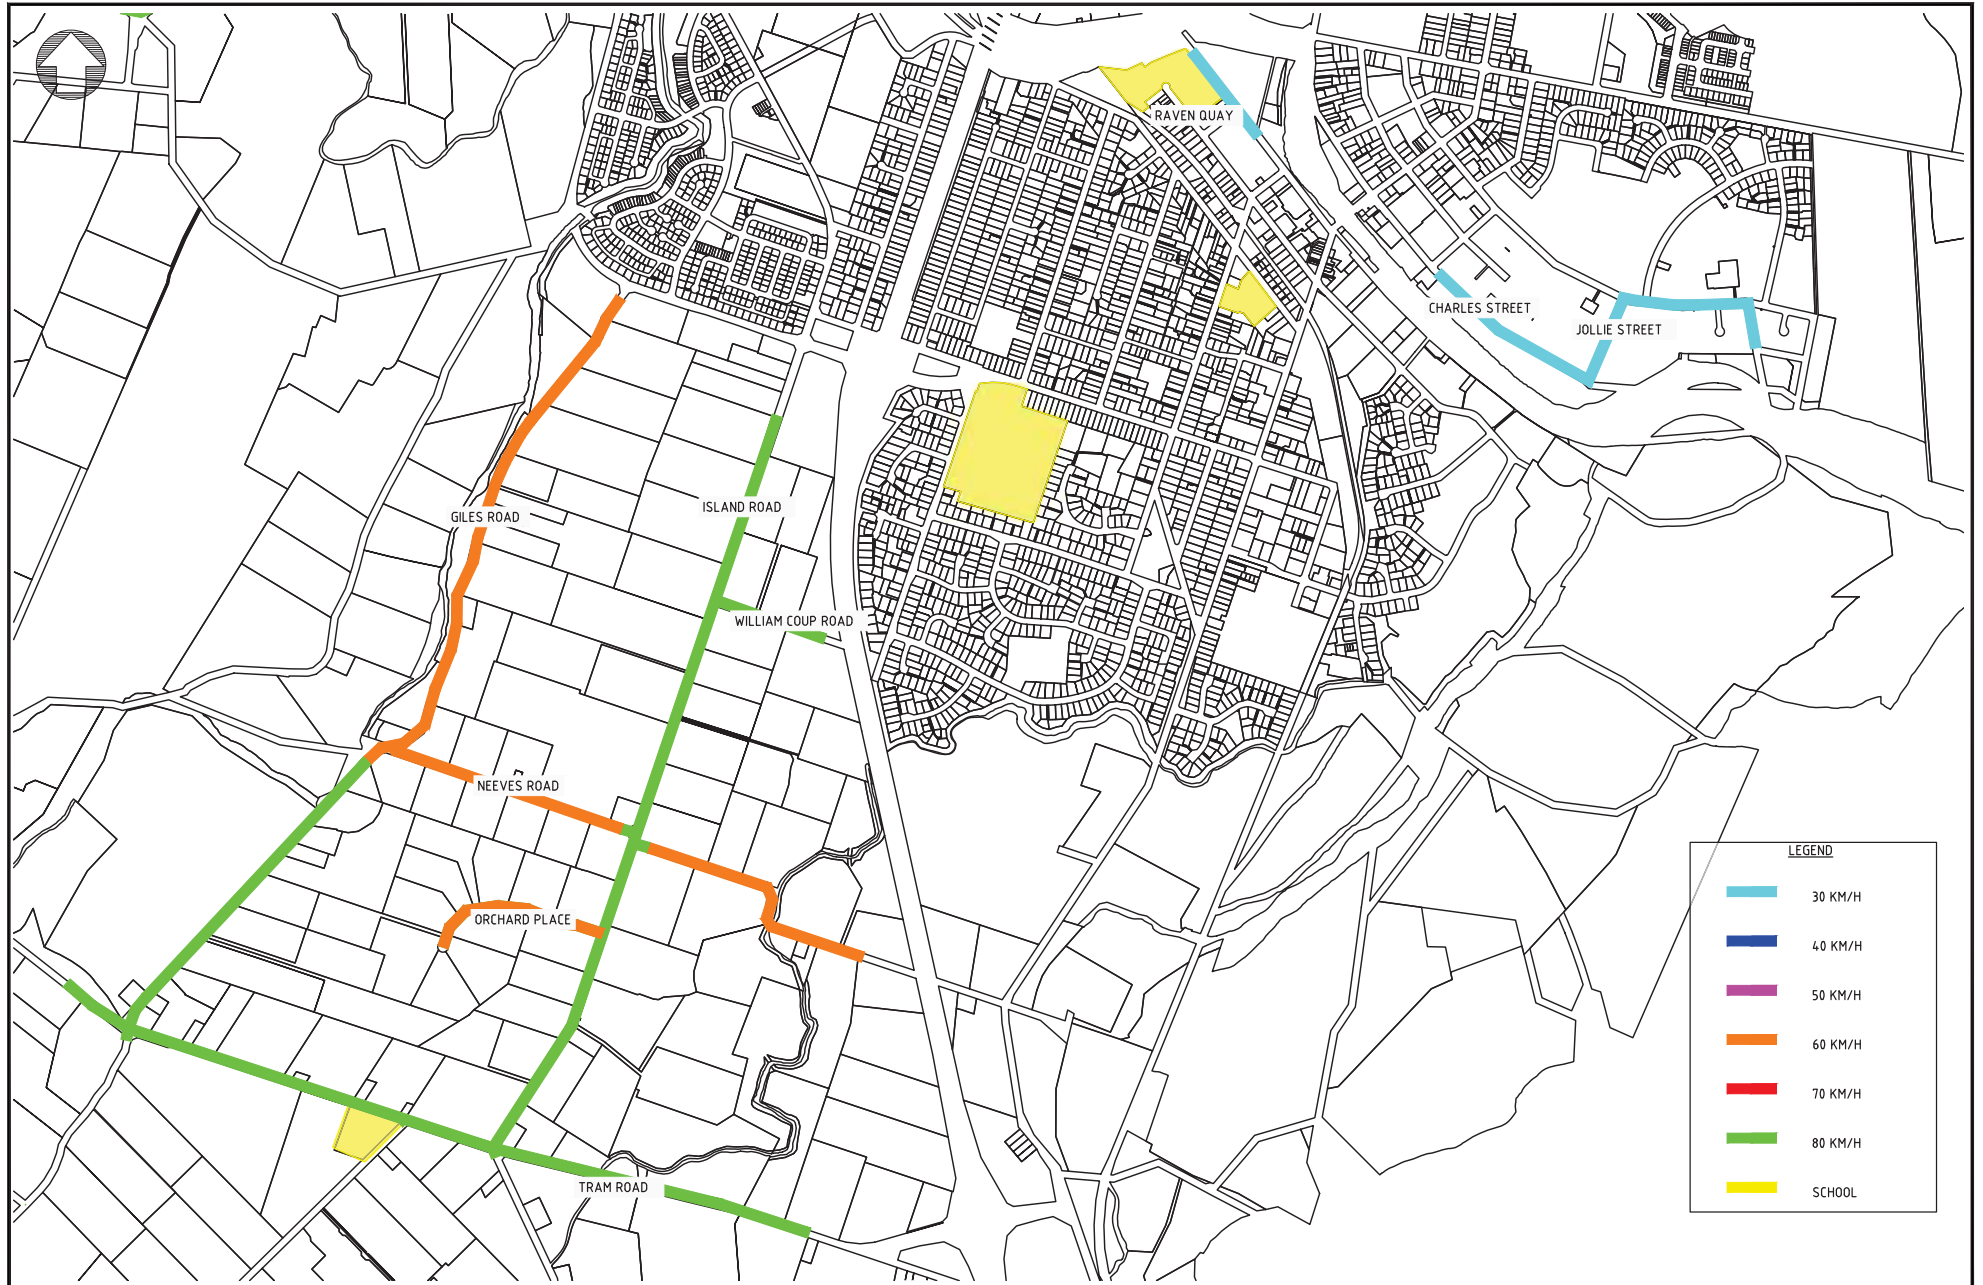 RAVEN QUAY
CHARLES STREET
JOLLIE STREET
GILES ROAD
ISLAND ROAD
WILLIAM COUP ROAD
NEEVES ROAD
ORCHARD PLACE
TRAM ROAD
LEGEND
30 KM/H
40 KM/H
50 KM/H
60 KM/H
70 KM/H
80 KM/H
SCHOOL